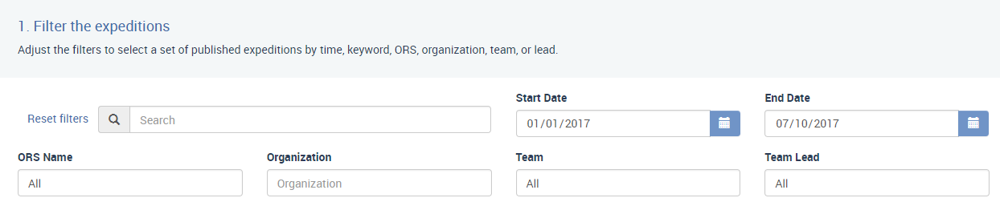 1. Filter the expeditions
Adjust the filters to select a set of published expeditions by time, keyword, ORS, organization, team, or lead.
Start Date
End Date
Reset filters
Search
01/01/2017
07/10/2017
ORS Name
Organization
Team
Team Lead
All
Organization
All
All